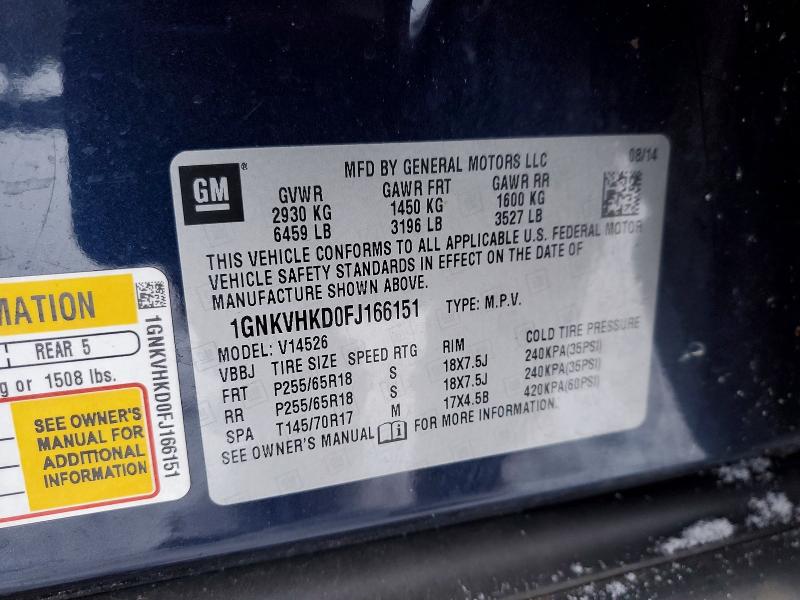 GM
MFD BY GENERAL MOTORS LLC
08/14
GVWR GAWR FRT GAWR RR
2930 KG 1450 KG 1600 KG
6459 LB 3196 LB 3527 LB
THIS VEHICLE CONFORMS TO ALL APPLICABLE U.S. FEDERAL MOTOR
VEHICLE SAFETY STANDARDS IN EFFECT ON THE DATE OF
MANUFACTURE SHOWN ABOVE.
1GNKVHKD0FJ166151 TYPE: M.P.V.
MODEL: V14526
VBBJ TIRE SIZE SPEED RTG RIM COLD TIRE PRESSURE
FRT P255/65R18 S 18X7.5J 240KPA(35PSI)
RR P255/65R18 S 18X7.5J 240KPA(35PSI)
SPA T145/70R17 M 17X4.5B 420KPA(60PSI)
SEE OWNER'S MANUAL FOR MORE INFORMATION.
MATION
REAR 5
g or 1508 lbs.
SEE OWNER'S
MANUAL FOR
ADDITIONAL
INFORMATION
1GNKVHKD0FJ166151